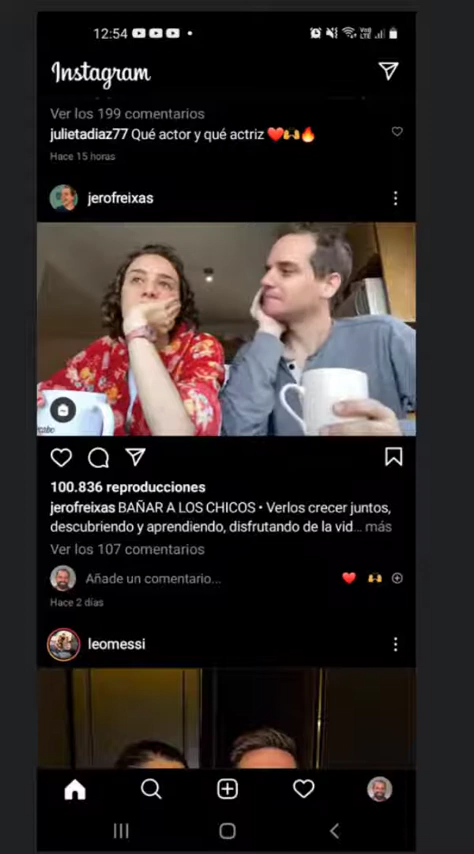 12:54
VoD
LTE
Instagram
Ver los 199 comentarios
julietadiaz77 Qué actor y qué actriz ❤️🙌🔥
Hace 15 horas
jerofreixas
100.836 reproducciones
jerofreixas BAÑAR A LOS CHICOS • Verlos crecer juntos,
descubriendo y aprendiendo, disfrutando de la vid... más
Ver los 107 comentarios
Añade un comentario...
Hace 2 días
leomessi